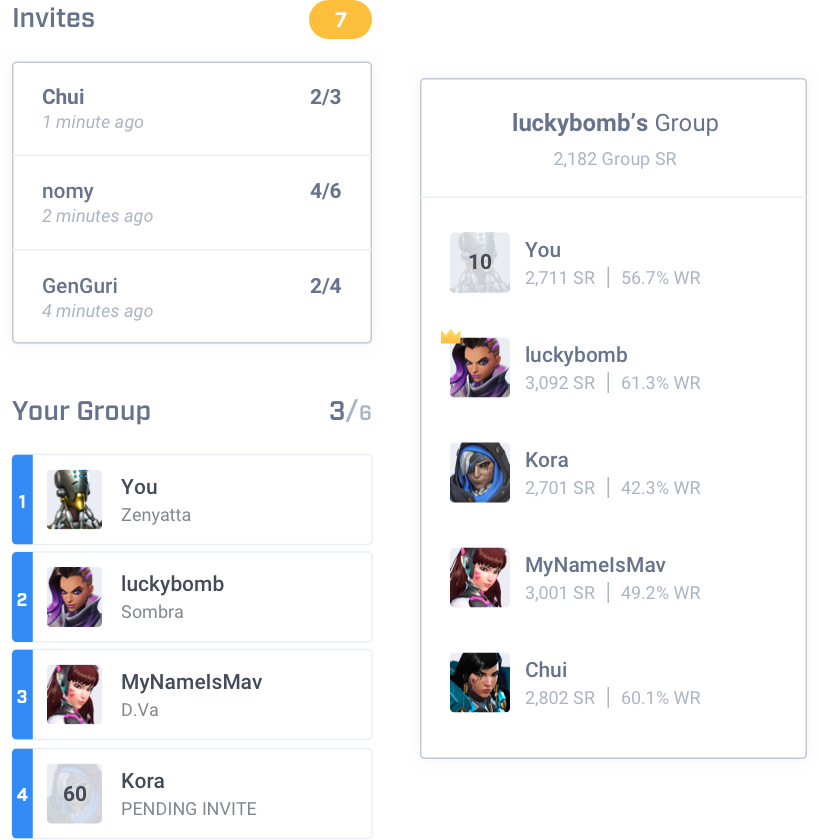 Invites
7
Chui
2/3
1 minute ago
nomy
4/6
2 minutes ago
GenGuri
2/4
4 minutes ago
Your Group
3/6
1
You
Zenyatta
2
luckybomb
Sombra
3
MyNameIsMav
D.Va
4
60
Kora
PENDING INVITE
luckybomb’s Group
2,182 Group SR
10
You
2,711 SR | 56.7% WR
luckybomb
3,092 SR | 61.3% WR
Kora
2,701 SR | 42.3% WR
MyNameIsMav
3,001 SR | 49.2% WR
Chui
2,802 SR | 60.1% WR